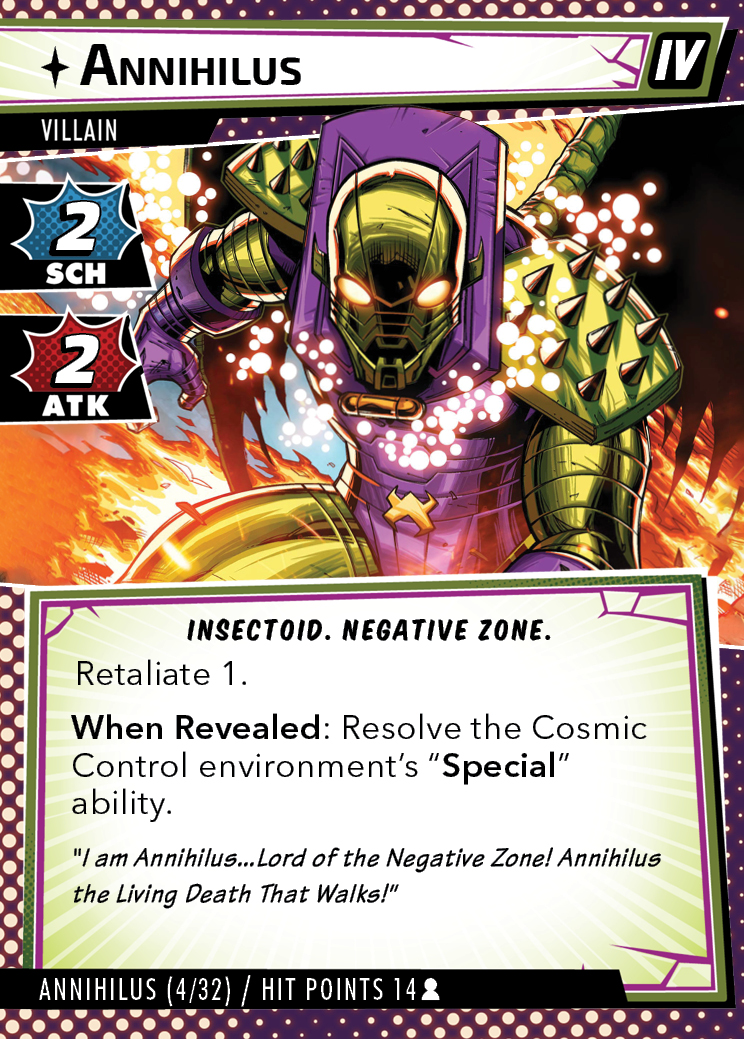 ANNIHILUS
IV
VILLAIN
2
SCH
2
ATK
INSECTOID. NEGATIVE ZONE.
Retaliate 1.
When Revealed: Resolve the Cosmic
Control environment’s “Special”
ability.
"I am Annihilus...Lord of the Negative Zone! Annihilus
the Living Death That Walks!"
ANNIHILUS (4/32) / HIT POINTS 14